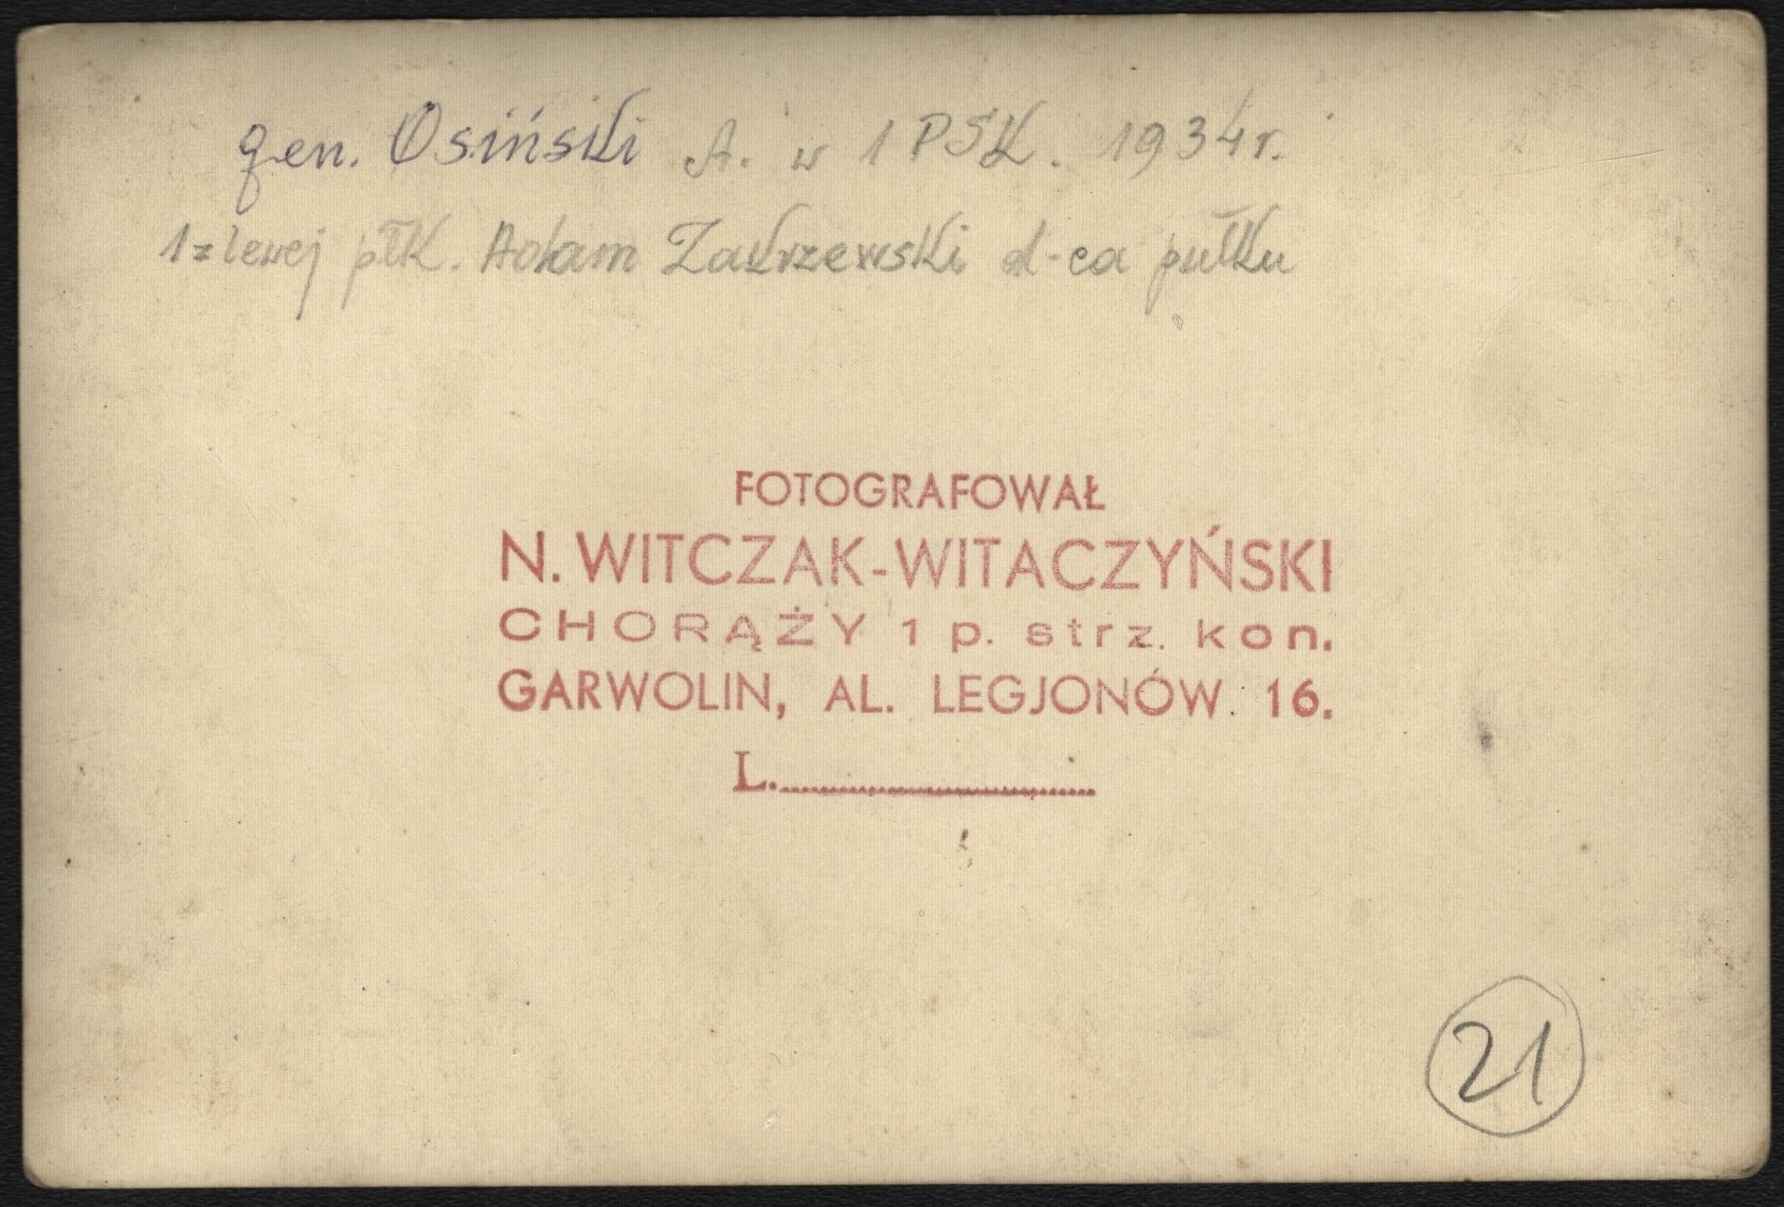 gen. Osiński A. w 1 PSK. 1934r.
1 z lewej płk. Adam Zakrzewski d-ca pułku
FOTOGRAFOWAŁ
N. WITCZAK-WITACZYŃSKI
CHORĄŻY 1 p. strz. kon.
GARWOLIN, AL. LEGJONÓW 16.
L.
21